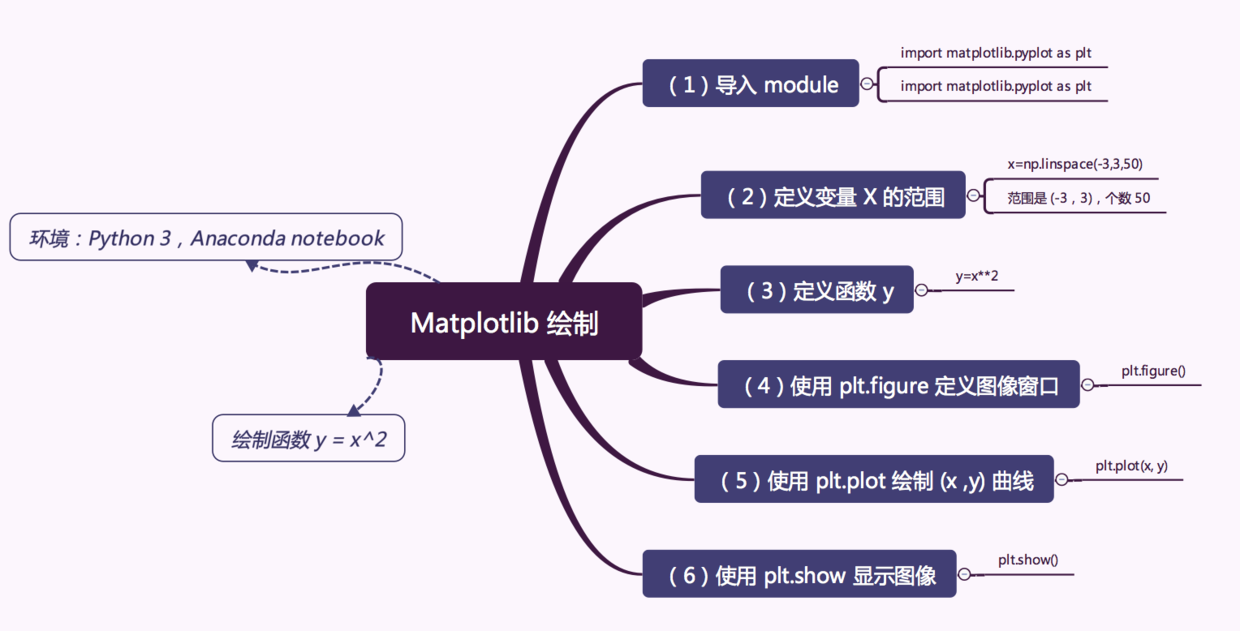 Matplotlib 绘制
环境：Python 3，Anaconda notebook
绘制函数 y = x^2
（1）导入 module
import matplotlib.pyplot as plt
import matplotlib.pyplot as plt
（2）定义变量 X 的范围
x=np.linspace(-3,3,50)
范围是 (-3，3)，个数 50
（3）定义函数 y
y=x**2
（4）使用 plt.figure 定义图像窗口
plt.figure()
（5）使用 plt.plot 绘制 (x ,y) 曲线
plt.plot(x, y)
（6）使用 plt.show 显示图像
plt.show()